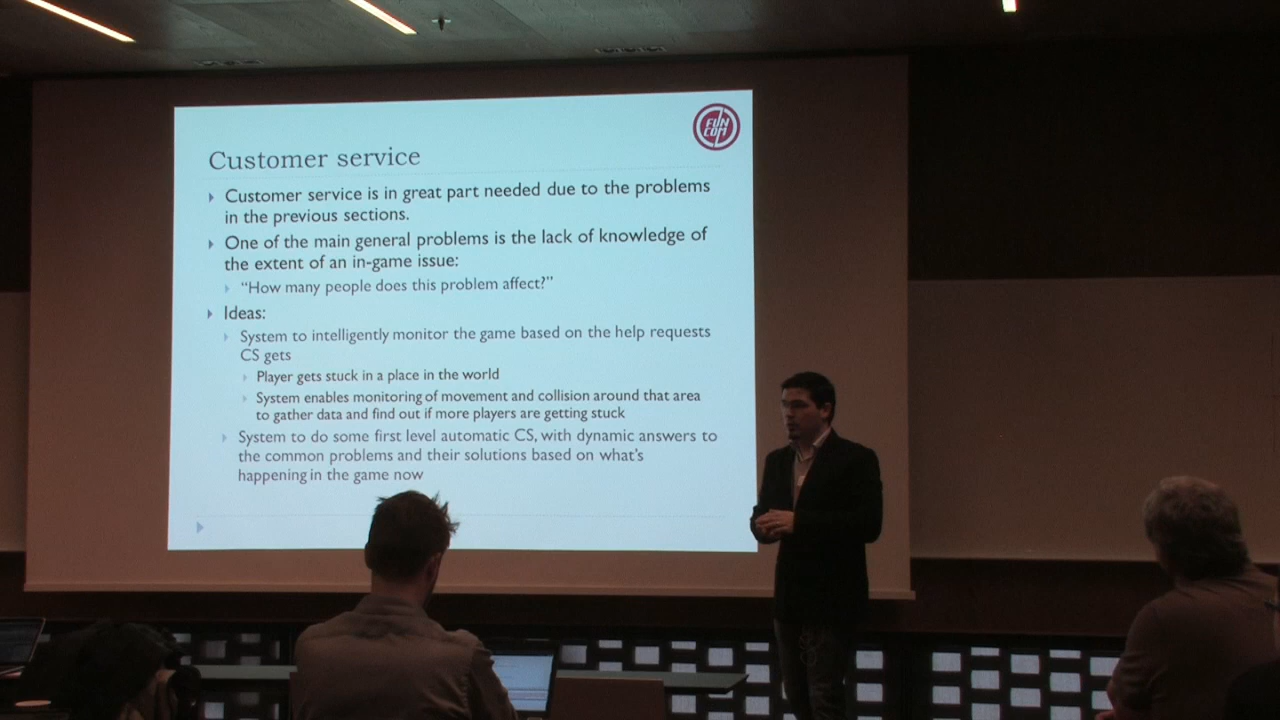 FUN
COM
Customer service
Customer service is in great part needed due to the problems
in the previous sections.
One of the main general problems is the lack of knowledge of
the extent of an in-game issue:
“How many people does this problem affect?”
Ideas:
System to intelligently monitor the game based on the help requests
CS gets
Player gets stuck in a place in the world
System enables monitoring of movement and collision around that area
to gather data and find out if more players are getting stuck
System to do some first level automatic CS, with dynamic answers to
the common problems and their solutions based on what's
happening in the game now